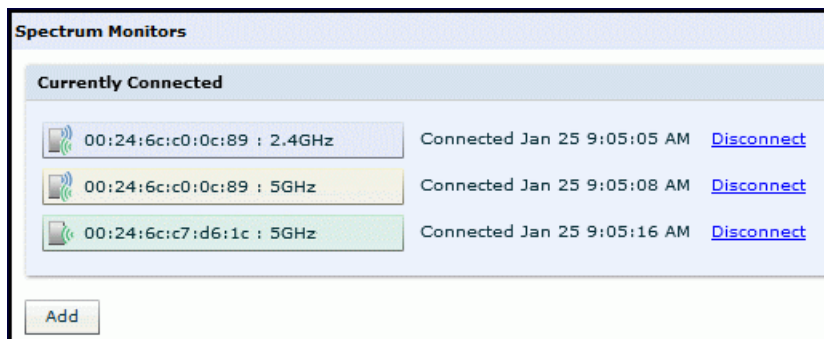 Spectrum Monitors
Currently Connected
00:24:6c:c0:0c:89 : 2.4GHz Connected Jan 25 9:05:05 AM Disconnect
00:24:6c:c0:0c:89 : 5GHz Connected Jan 25 9:05:08 AM Disconnect
00:24:6c:c7:d6:1c : 5GHz Connected Jan 25 9:05:16 AM Disconnect
Add